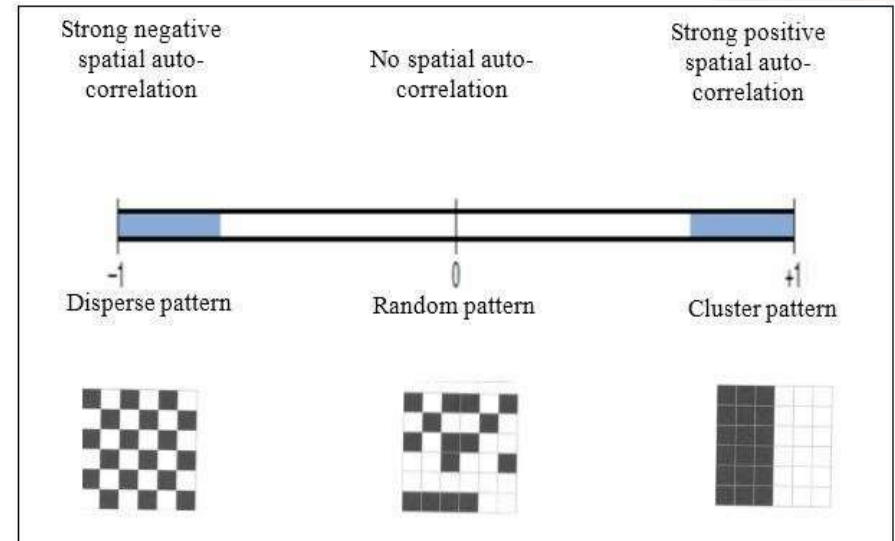 Strong negative
spatial auto-
correlation
No spatial auto-
correlation
Strong positive
spatial auto-
correlation
-1
0
+1
Disperse pattern
Random pattern
Cluster pattern